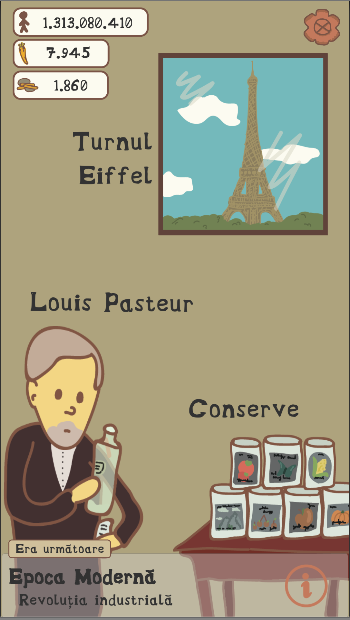 1.313.080.410
7.945
1.860
Turnul
Eiffel
Louis Pasteur
Conserve
Era următoare
Epoca Modernă
Revoluția industrială
i